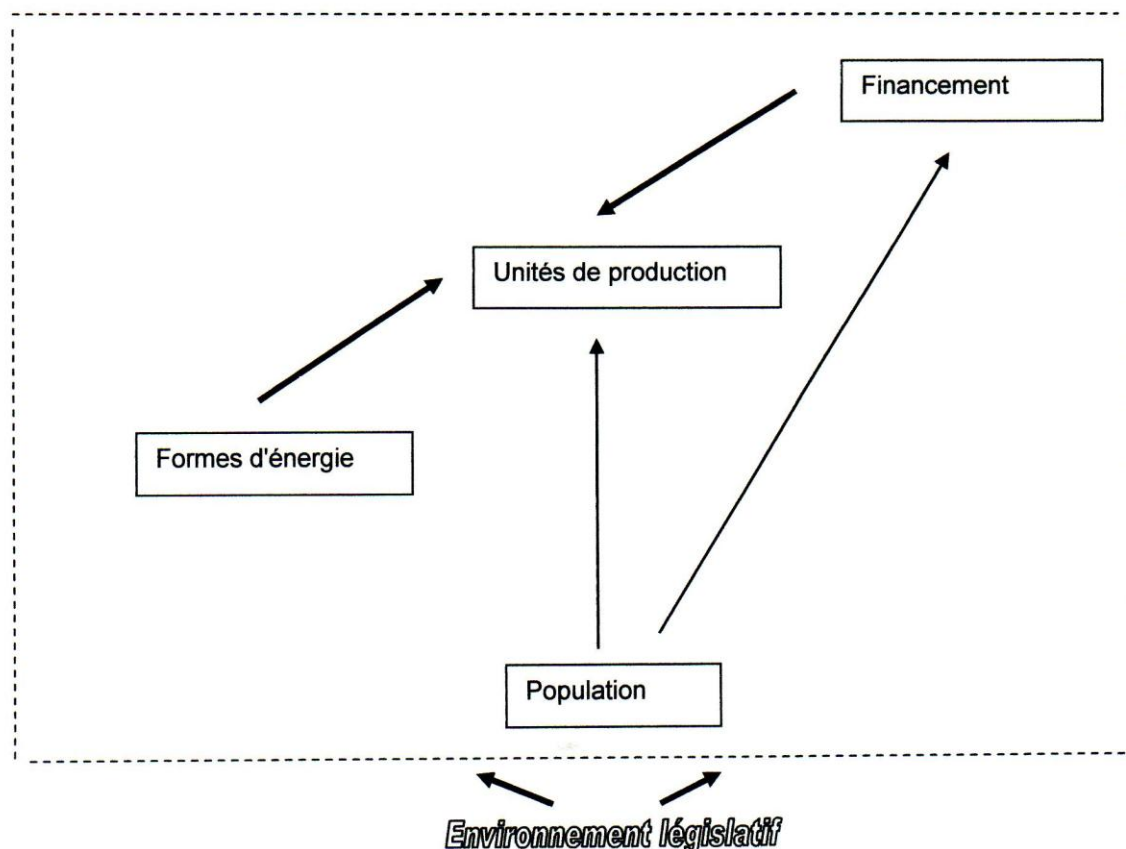 Financement
Unités de production
Formes d'énergie
Population
Environnement législatif